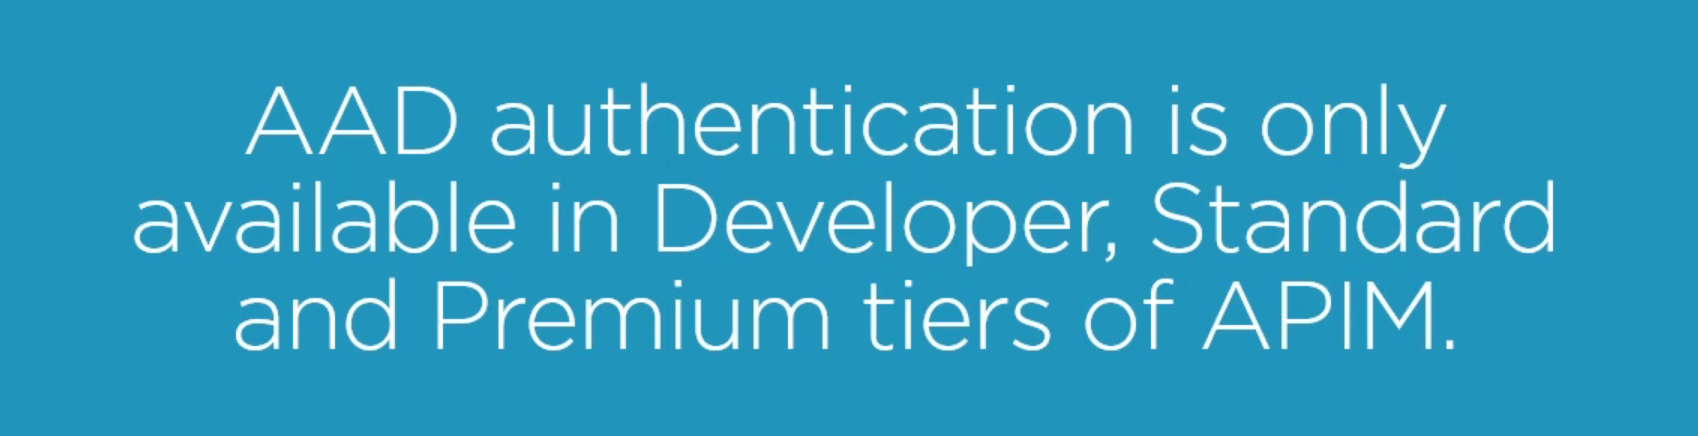 AAD authentication is only
available in Developer, Standard
and Premium tiers of APIM.